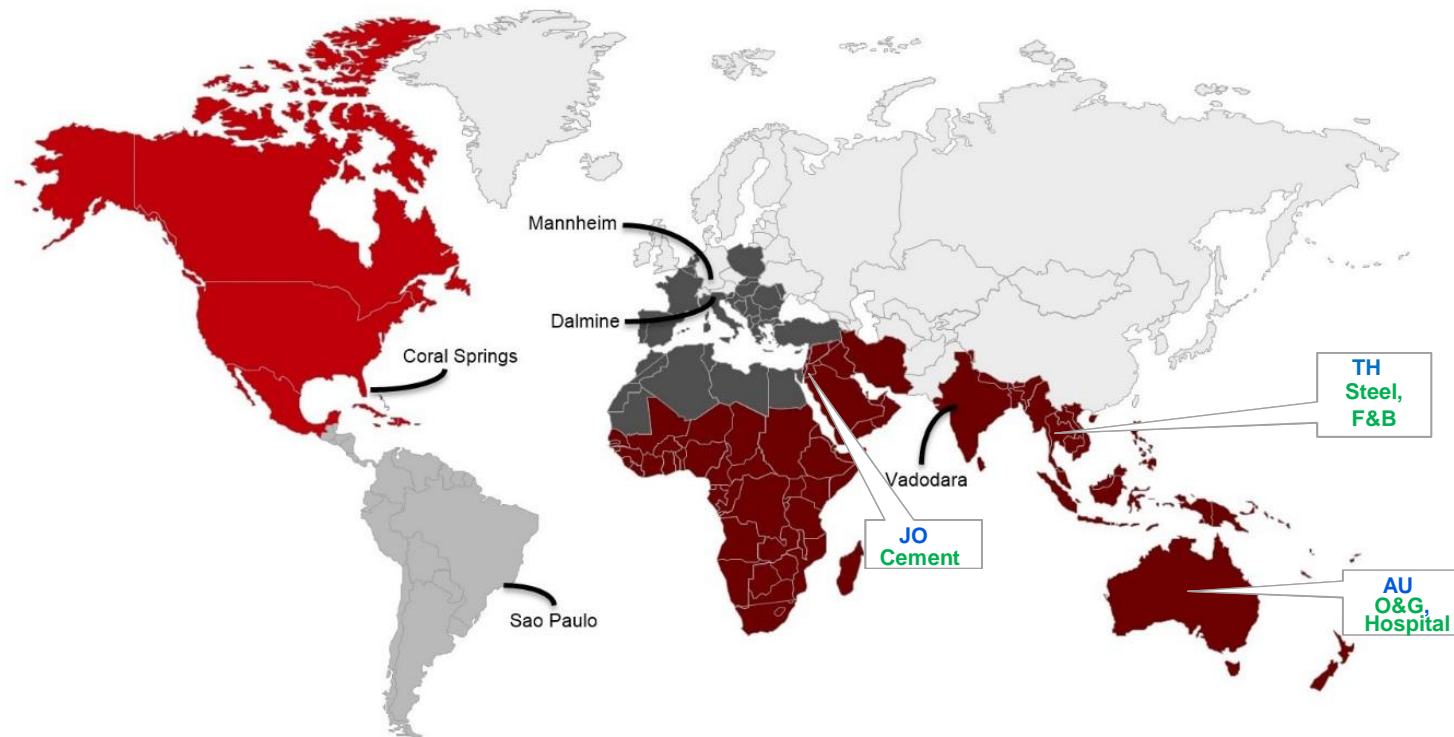 Mannheim
Dalmine
Coral Springs
TH
Steel,
F&B
Vadodara
JO
Cement
AU
O&G,
Hospital
Sao Paulo